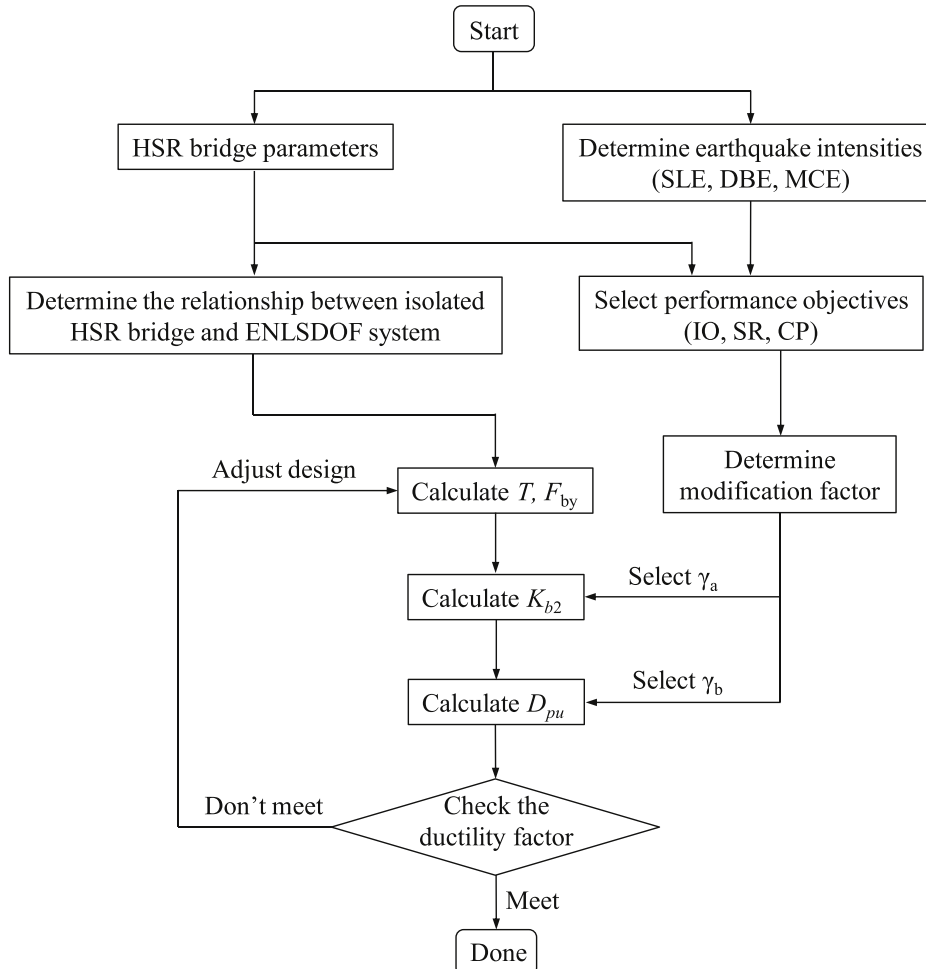 Start
HSR bridge parameters
Determine earthquake intensities
(SLE, DBE, MCE)
Determine the relationship between isolated
HSR bridge and ENLSDOF system
Select performance objectives
(IO, SR, CP)
Adjust design
Calculate T, Fby
Determine
modification factor
Calculate Kb2
Select γa
Calculate Dpu
Select γb
Don’t meet
Check the
ductility factor
Meet
Done